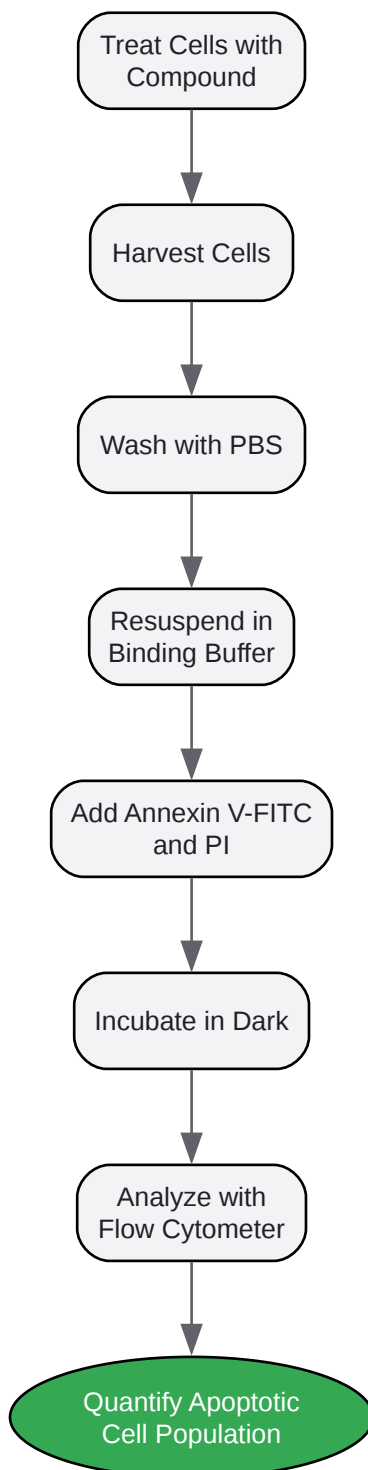 Treat Cells with
Compound
Harvest Cells
Wash with PBS
Resuspend in
Binding Buffer
Add Annexin V-FITC
and PI
Incubate in Dark
Analyze with
Flow Cytometer
Quantify Apoptotic
Cell Population